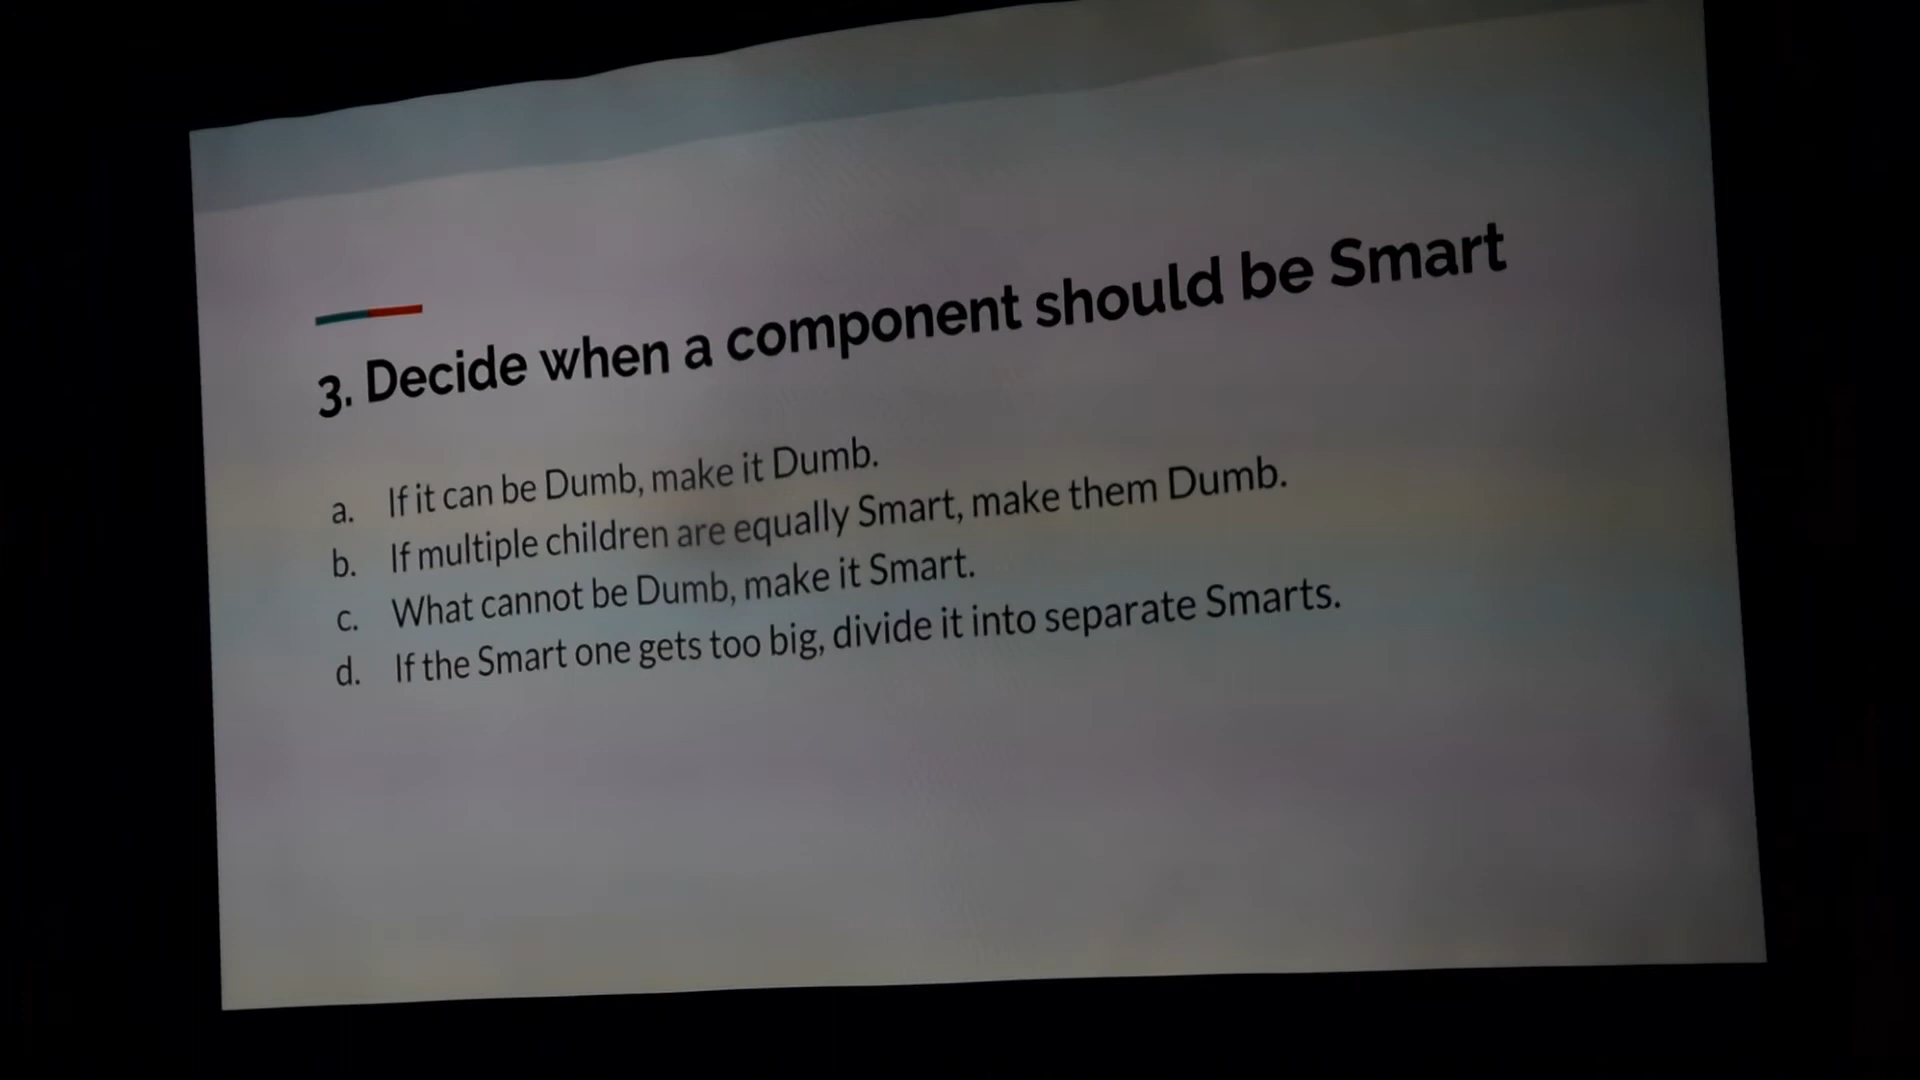 3. Decide when a component should be Smart
a. If it can be Dumb, make it Dumb.
b. If multiple children are equally Smart, make them Dumb.
c. What cannot be Dumb, make it Smart.
d. If the Smart one gets too big, divide it into separate Smarts.